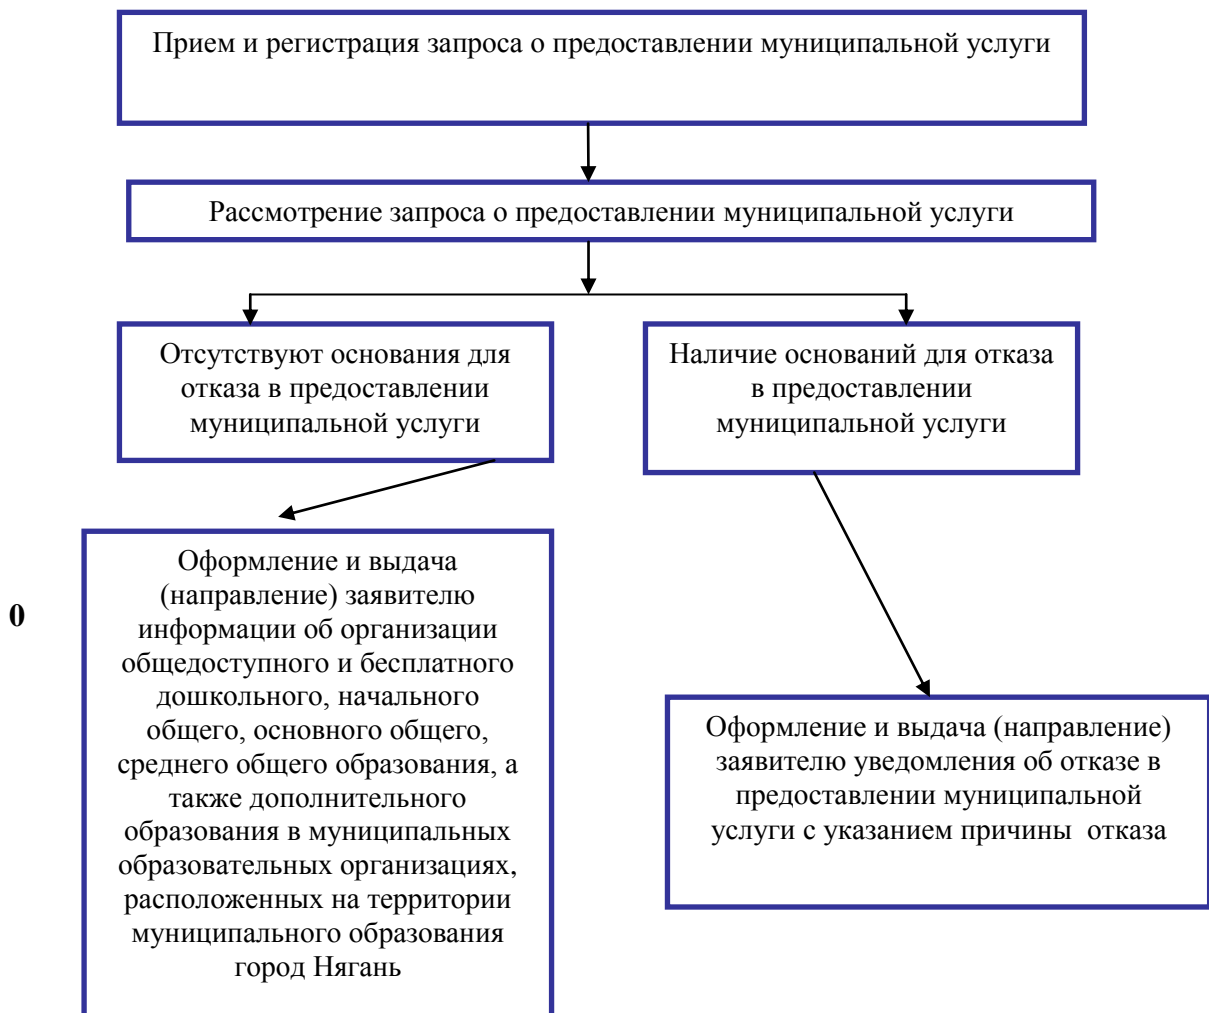 Прием и регистрация запроса о предоставлении муниципальной услуги
Рассмотрение запроса о предоставлении муниципальной услуги
Отсутствуют основания для
отказа в предоставлении
муниципальной услуги
Наличие оснований для отказа
в предоставлении
муниципальной услуги
Оформление и выдача
(направление) заявителю
информации об организации
общедоступного и бесплатного
дошкольного, начального
общего, основного общего,
среднего общего образования, а
также дополнительного
образования в муниципальных
образовательных организациях,
расположенных на территории
муниципального образования
город Нягань
0
Оформление и выдача (направление)
заявителю уведомления об отказе в
предоставлении муниципальной
услуги с указанием причины  отказа